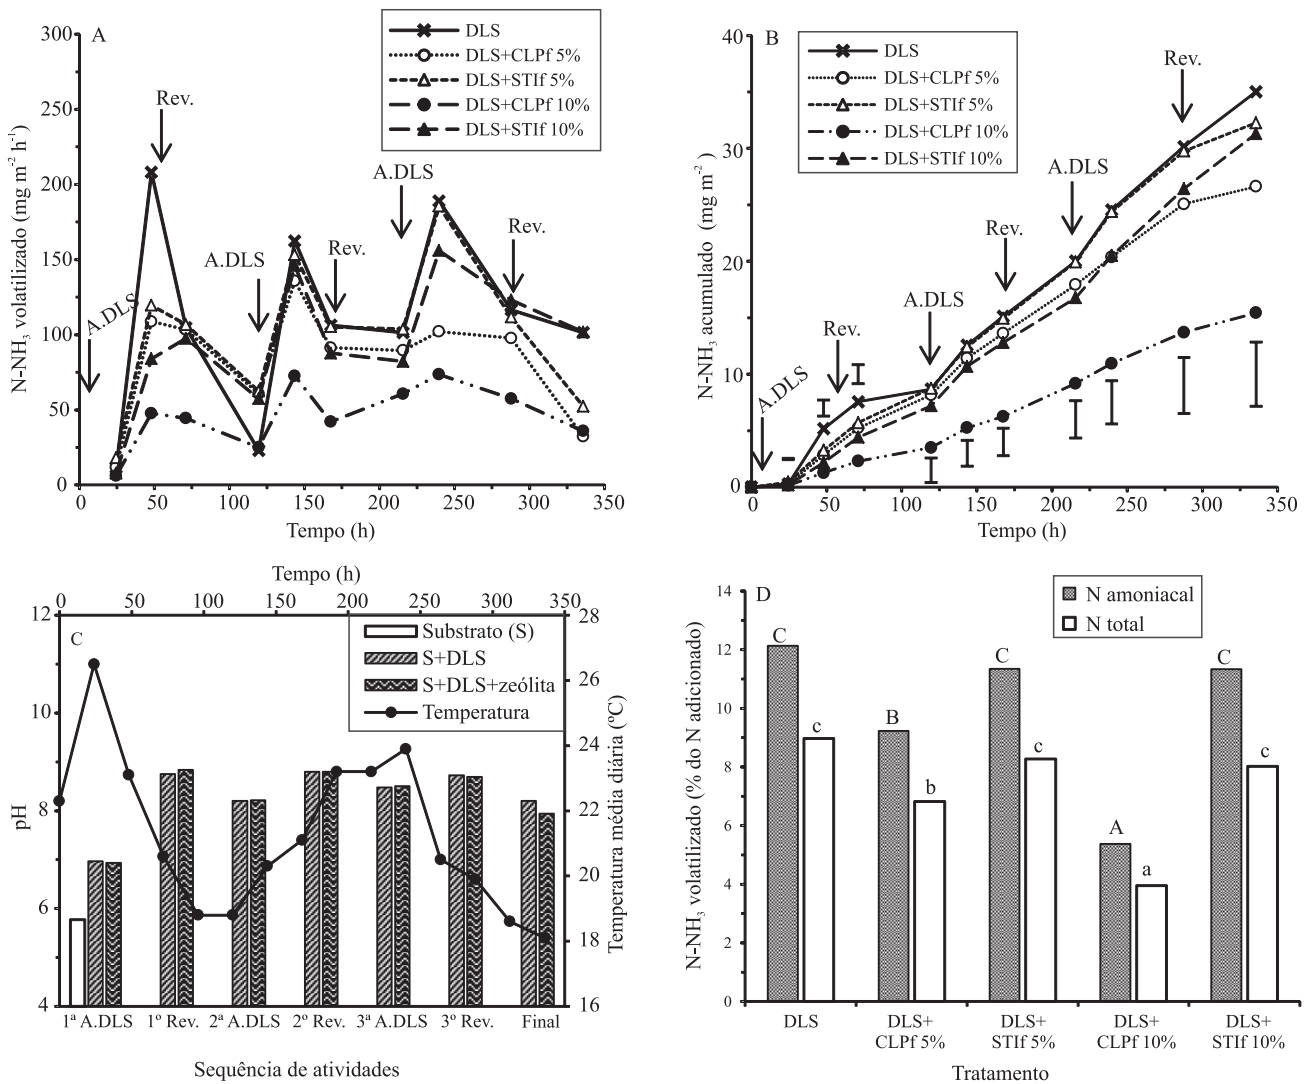 A
300
250
200
150
100
50
0
N-NH3 volatilizado (mg m-2 h-1)
DLS
DLS+CLPf 5%
DLS+STIf 5%
DLS+CLPf 10%
DLS+STIf 10%
A.DLS
Rev.
A.DLS
Rev.
A.DLS
Rev.
0 50 100 150 200 250 300 350
Tempo (h)
B
40
30
20
10
0
N-NH3 acumulado (mg m-2)
DLS
DLS+CLPf 5%
DLS+STIf 5%
DLS+CLPf 10%
DLS+STIf 10%
A.DLS
Rev.
A.DLS
Rev.
A.DLS
Rev.
0 50 100 150 200 250 300 350
Tempo (h)
Tempo (h)
0 50 100 150 200 250 300 350
C
12
10
8
6
4
pH
Substrato (S)
S+DLS
S+DLS+zeólita
Temperatura
28
26
24
22
20
18
16
Temperatura média diária (ºC)
1ª A.DLS 1º Rev. 2ª A.DLS 2º Rev. 3ª A.DLS 3º Rev. Final
Sequência de atividades
D
14
12
10
8
6
4
2
0
N-NH3 volatilizado (% do N adicionado)
N amoniacal
N total
C
c
B
b
C
c
A
a
C
c
DLS DLS+ DLS+ DLS+ DLS+
CLPf 5% STIf 5% CLPf 10% STIf 10%
Tratamento